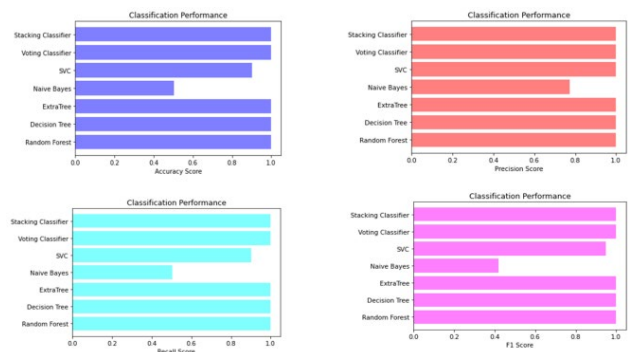 Classification Performance
Stacking Classifier
Voting Classifier
SVC
Naive Bayes
ExtraTree
Decision Tree
Random Forest
0.0 0.2 0.4 0.6 0.8 1.0
Accuracy Score
Classification Performance
Stacking Classifier
Voting Classifier
SVC
Naive Bayes
ExtraTree
Decision Tree
Random Forest
0.0 0.2 0.4 0.6 0.8 1.0
Precision Score
Classification Performance
Stacking Classifier
Voting Classifier
SVC
Naive Bayes
ExtraTree
Decision Tree
Random Forest
0.0 0.2 0.4 0.6 0.8 1.0
Recall Score
Classification Performance
Stacking Classifier
Voting Classifier
SVC
Naive Bayes
ExtraTree
Decision Tree
Random Forest
0.0 0.2 0.4 0.6 0.8 1.0
F1 Score